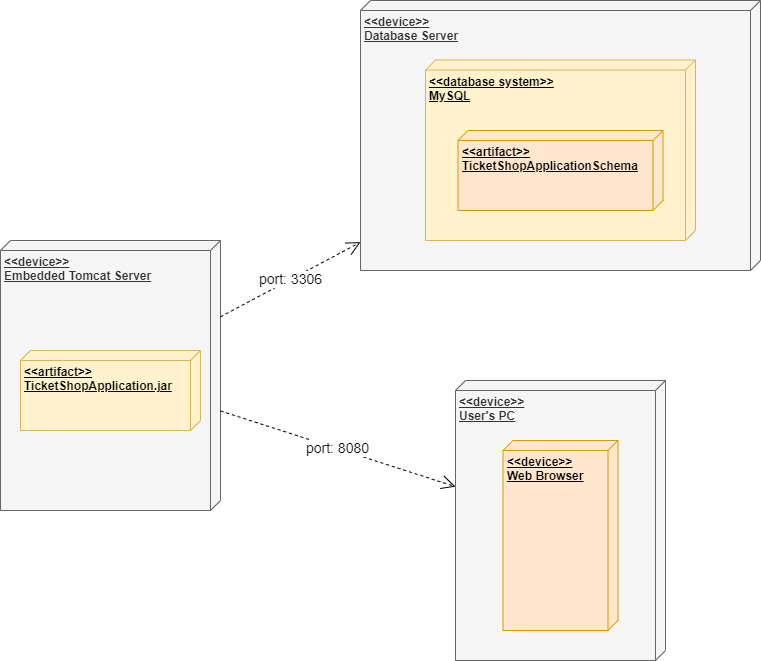 <<device>>
Database Server
<<database system>>
MySQL
<<artifact>>
TicketShopApplicationSchema
<<device>>
Embedded Tomcat Server
port: 3306
<<artifact>>
TicketShopApplication.jar
<<device>>
User's PC
port: 8080
<<device>>
Web Browser